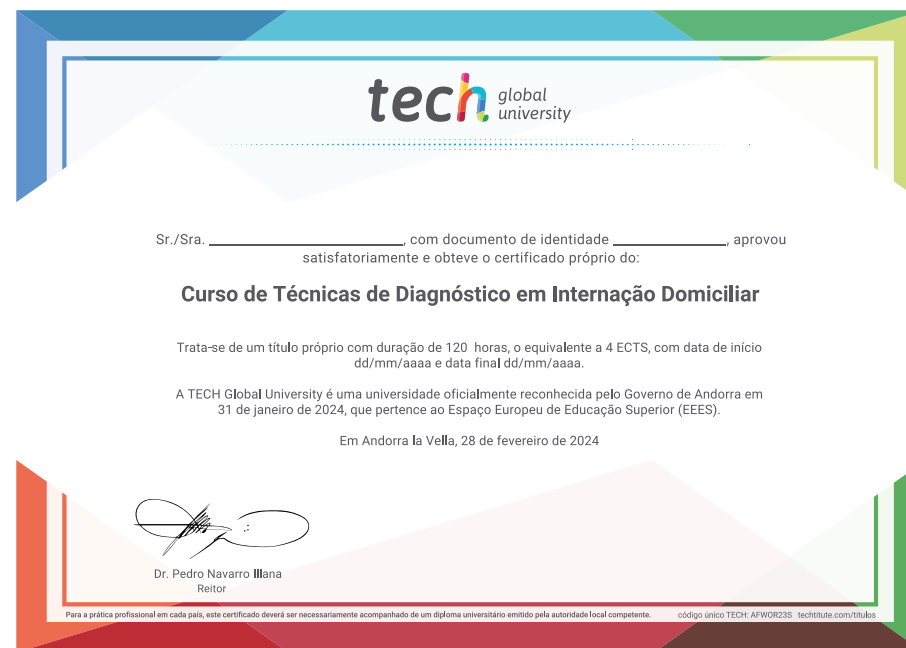 tech global
university
Sr./Sra. ________________, com documento de identidade ________________, aprovou
satisfatoriamente e obteve o certificado próprio do:
Curso de Técnicas de Diagnóstico em Internação Domiciliar
Trata-se de um título próprio com duração de 120 horas, o equivalente a 4 ECTS, com data de início
dd/mm/aaaa e data final dd/mm/aaaa.
A TECH Global University é uma universidade oficialmente reconhecida pelo Governo de Andorra em
31 de janeiro de 2024, que pertence ao Espaço Europeu de Educação Superior (EEES).
Em Andorra la Vella, 28 de fevereiro de 2024
Dr. Pedro Navarro Illana
Reitor
Para a prática profissional em cada país, este certificado deverá ser necessariamente acompanhado de um diploma universitário emitido pela autoridade local competente. código único TECH: AFWOR23S techtitute.com/titulos